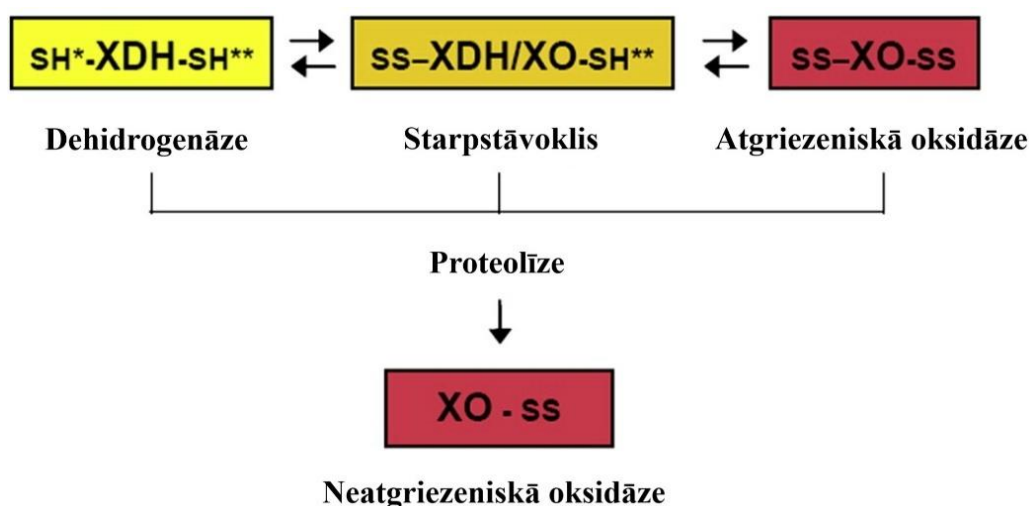 SH*-XDH-SH** ss–XDH/XO-SH** ss–XO-ss
Dehidrogenāze Starpstāvoklis Atgriezeniskā oksidāze
Proteolīze
XO - ss
Neatgriezeniskā oksidāze